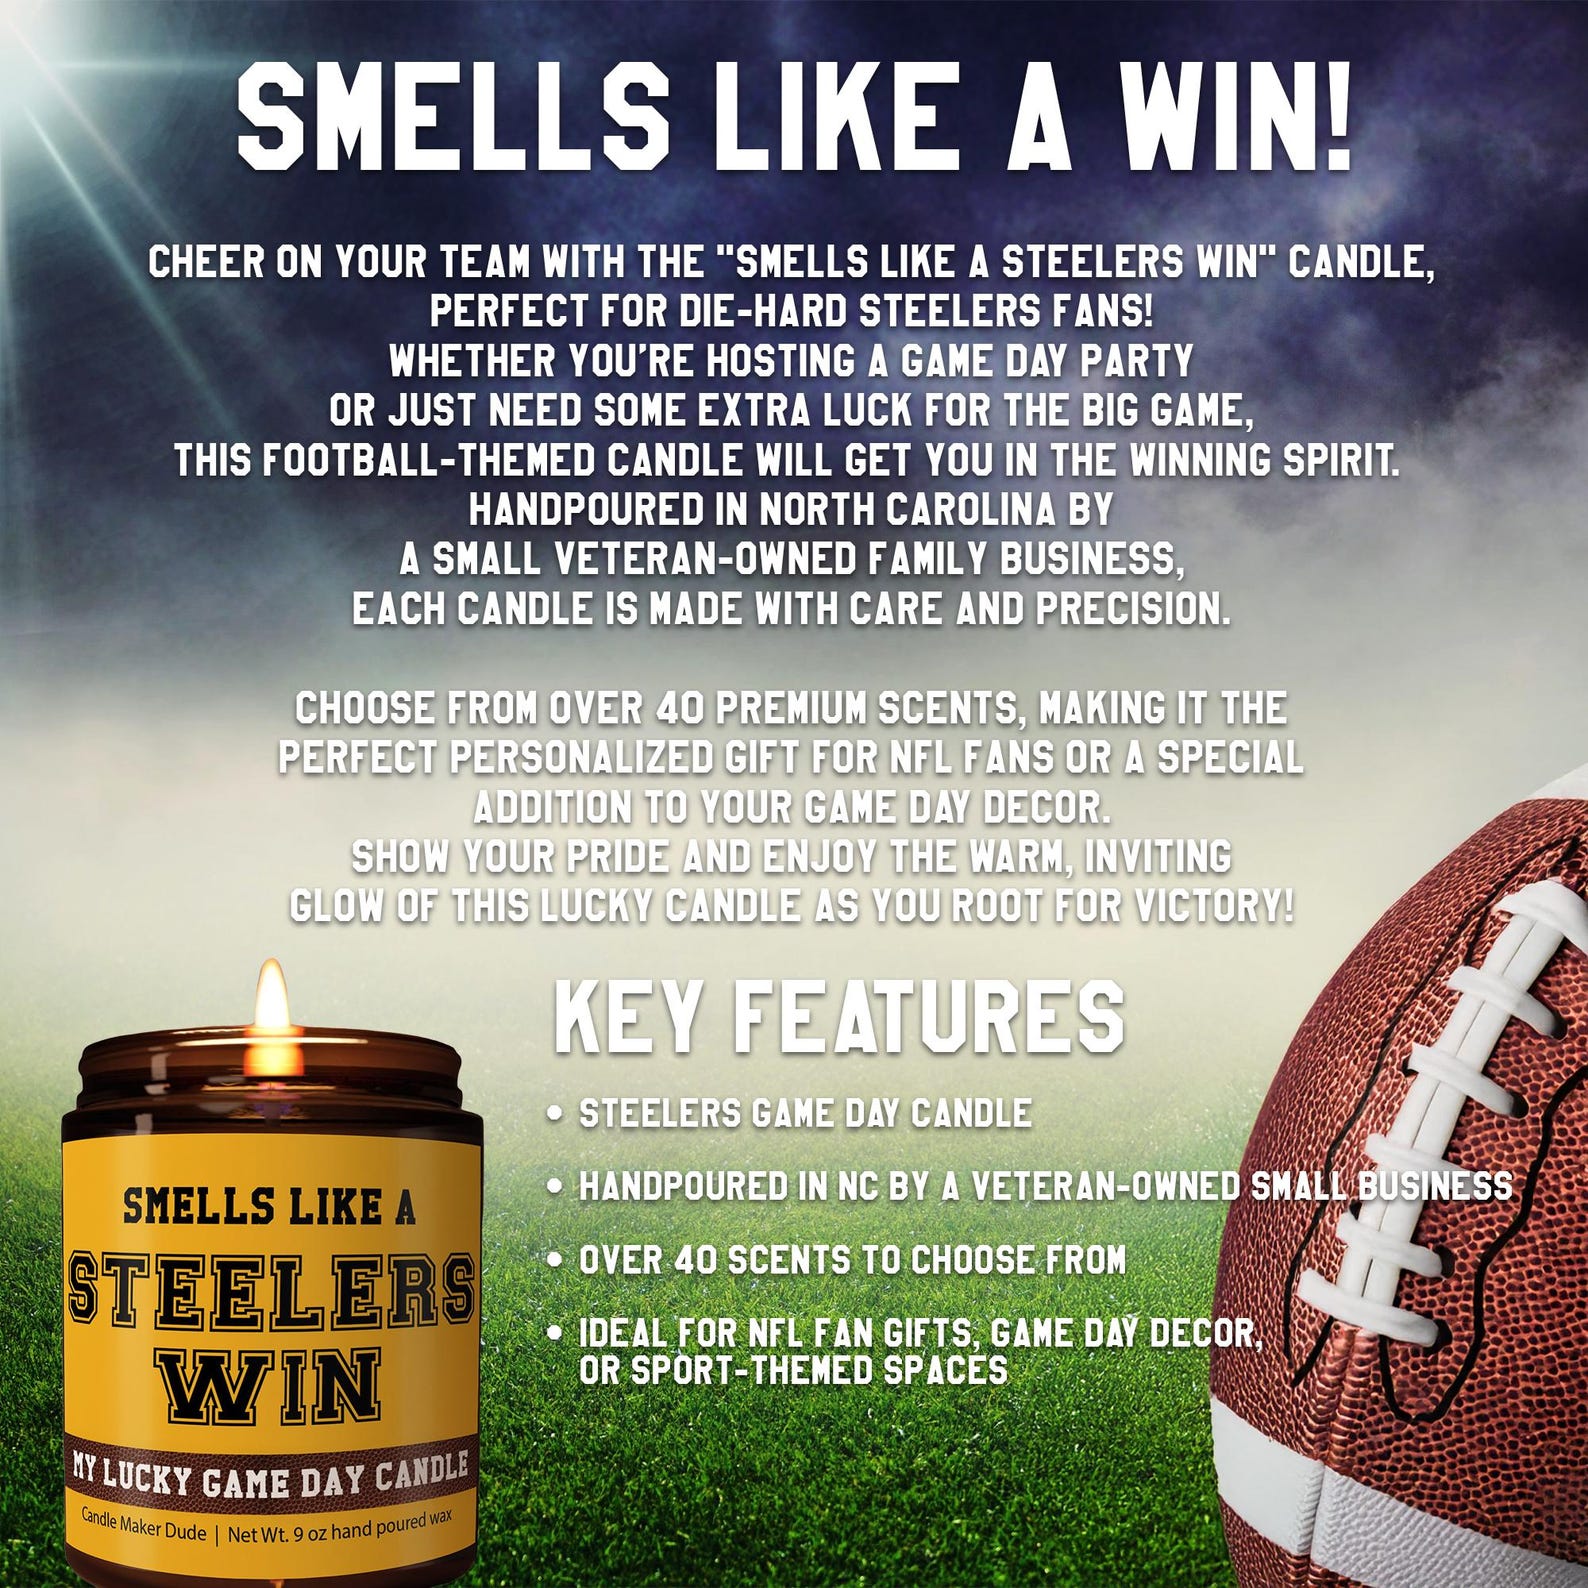 SMELLS LIKE A WIN!
CHEER ON YOUR TEAM WITH THE "SMELLS LIKE A STEELERS WIN" CANDLE,
PERFECT FOR DIE-HARD STEELERS FANS!
WHETHER YOU'RE HOSTING A GAME DAY PARTY
OR JUST NEED SOME EXTRA LUCK FOR THE BIG GAME,
THIS FOOTBALL-THEMED CANDLE WILL GET YOU IN THE WINNING SPIRIT.
HANDPOURED IN NORTH CAROLINA BY
A SMALL VETERAN-OWNED FAMILY BUSINESS,
EACH CANDLE IS MADE WITH CARE AND PRECISION.
CHOOSE FROM OVER 40 PREMIUM SCENTS, MAKING IT THE
PERFECT PERSONALIZED GIFT FOR NFL FANS OR A SPECIAL
ADDITION TO YOUR GAME DAY DECOR.
SHOW YOUR PRIDE AND ENJOY THE WARM, INVITING
GLOW OF THIS LUCKY CANDLE AS YOU ROOT FOR VICTORY!
KEY FEATURES
• STEELERS GAME DAY CANDLE
• HANDPOURED IN NC BY A VETERAN-OWNED SMALL BUSINESS
• OVER 40 SCENTS TO CHOOSE FROM
• IDEAL FOR NFL FAN GIFTS, GAME DAY DECOR,
OR SPORT-THEMED SPACES
SMELLS LIKE A
STEELERS
WIN
MY LUCKY GAME DAY CANDLE
Candle Maker Dude | Net Wt. 9 oz hand poured wax